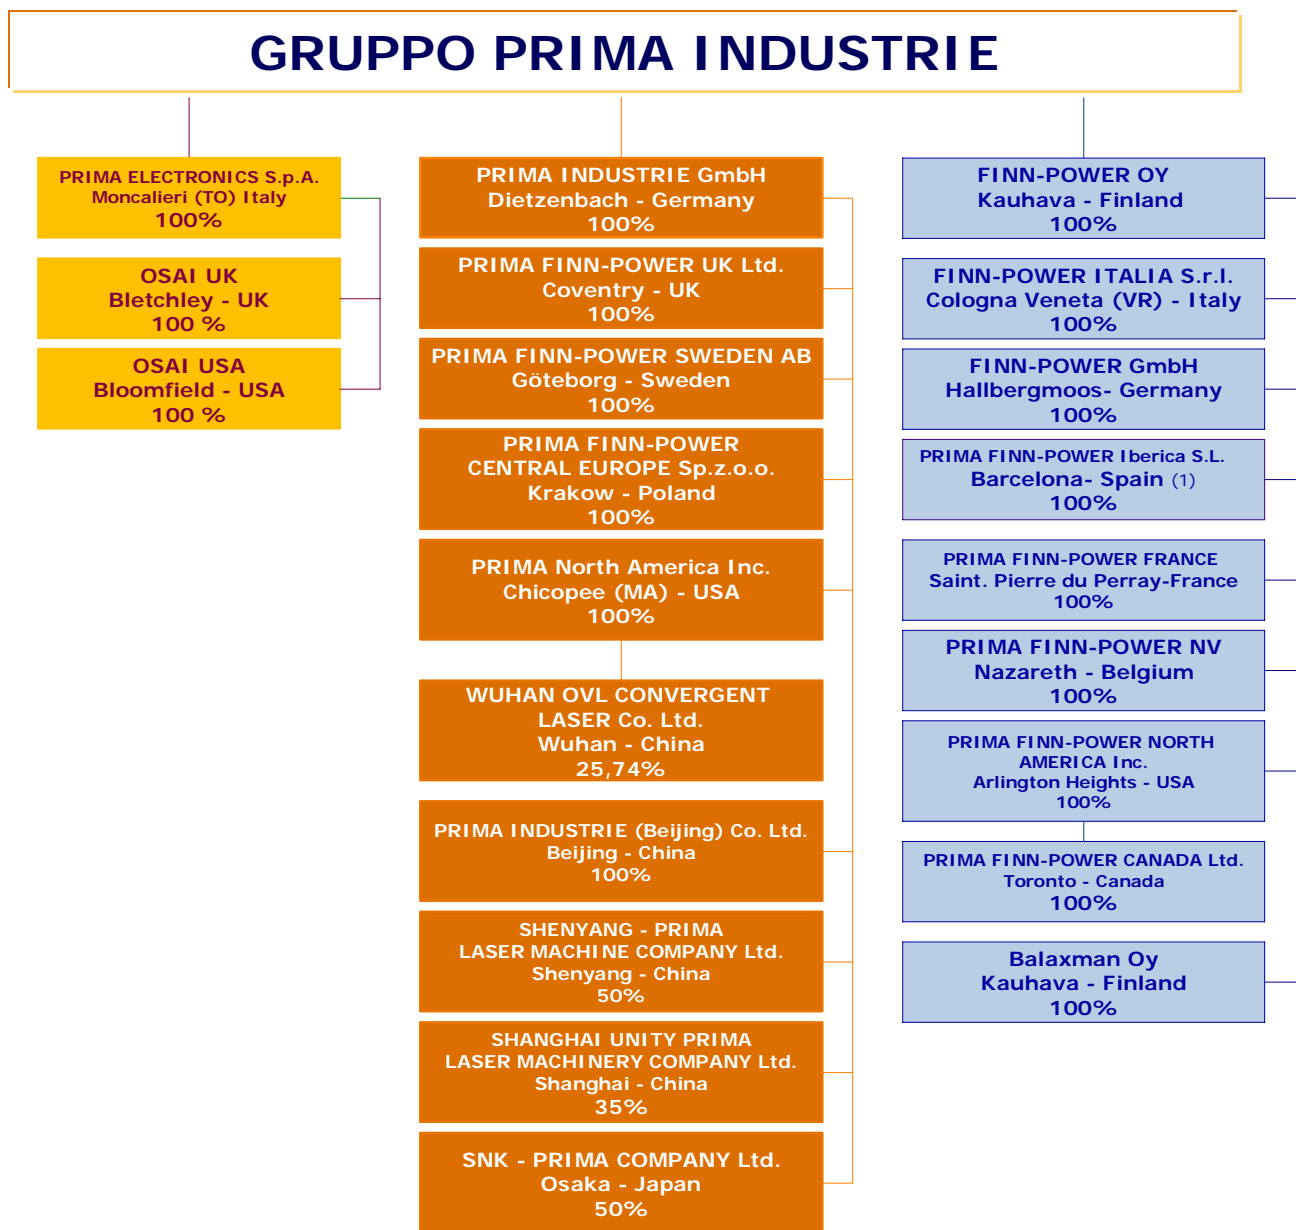 GRUPPO PRIMA INDUSTRIE
PRIMA ELECTRONICS S.p.A.
Moncalieri (TO) Italy
100%
OSAI UK
Bletchley - UK
100 %
OSAI USA
Bloomfield - USA
100 %
PRIMA INDUSTRIE GmbH
Dietzenbach - Germany
100%
PRIMA FINN-POWER UK Ltd.
Coventry - UK
100%
PRIMA FINN-POWER SWEDEN AB
Göteborg - Sweden
100%
PRIMA FINN-POWER
CENTRAL EUROPE Sp.z.o.o.
Krakow - Poland
100%
PRIMA North America Inc.
Chicopee (MA) - USA
100%
WUHAN OVL CONVERGENT
LASER Co. Ltd.
Wuhan - China
25,74%
PRIMA INDUSTRIE (Beijing) Co. Ltd.
Beijing - China
100%
SHENYANG - PRIMA
LASER MACHINE COMPANY Ltd.
Shenyang - China
50%
SHANGHAI UNITY PRIMA
LASER MACHINERY COMPANY Ltd.
Shanghai - China
35%
SNK - PRIMA COMPANY Ltd.
Osaka - Japan
50%
FINN-POWER OY
Kauhava - Finland
100%
FINN-POWER ITALIA S.r.l.
Cologna Veneta (VR) - Italy
100%
FINN-POWER GmbH
Hallbergmoos- Germany
100%
PRIMA FINN-POWER Iberica S.L.
Barcelona- Spain (1)
100%
PRIMA FINN-POWER FRANCE
Saint. Pierre du Perray-France
100%
PRIMA FINN-POWER NV
Nazareth - Belgium
100%
PRIMA FINN-POWER NORTH
AMERICA Inc.
Arlington Heights - USA
100%
PRIMA FINN-POWER CANADA Ltd.
Toronto - Canada
100%
Balaxman Oy
Kauhava - Finland
100%